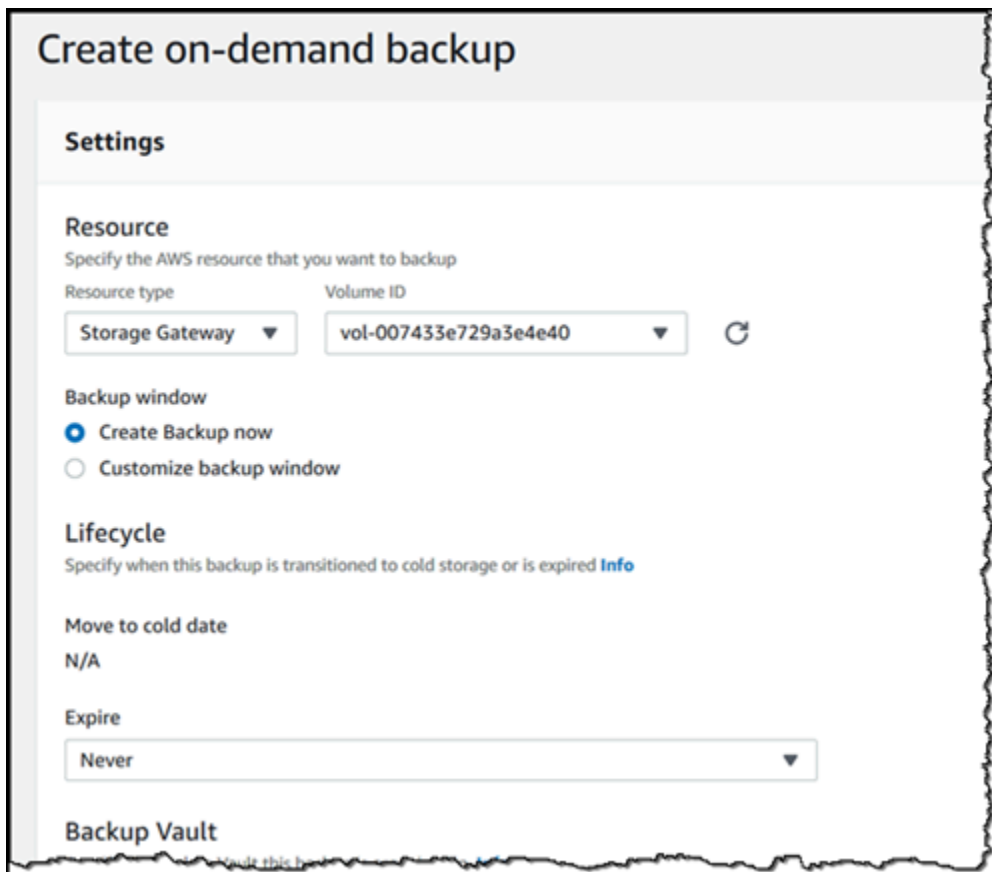 Create on-demand backup
Settings
Resource
Specify the AWS resource that you want to backup
Resource type Volume ID
Storage Gateway vol-007433e729a3e4e40
Backup window
Create Backup now
Customize backup window
Lifecycle
Specify when this backup is transitioned to cold storage or is expired Info
Move to cold date
N/A
Expire
Never
Backup Vault
Vault this